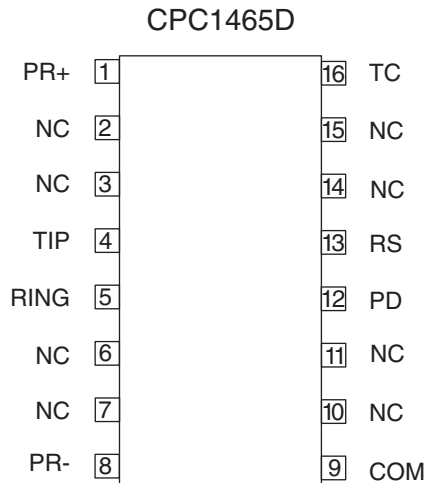 CPC1465D
PR+ 1 16 TC
NC 2 15 NC
NC 3 14 NC
TIP 4 13 RS
RING 5 12 PD
NC 6 11 NC
NC 7 10 NC
PR- 8 9 COM